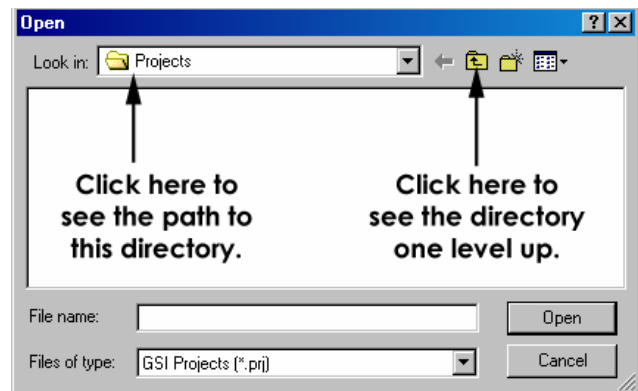 Open
Look in: Projects
Click here to
see the path to
this directory.
Click here to
see the directory
one level up.
File name:
Open
Files of type: GSI Projects (*.prj)
Cancel